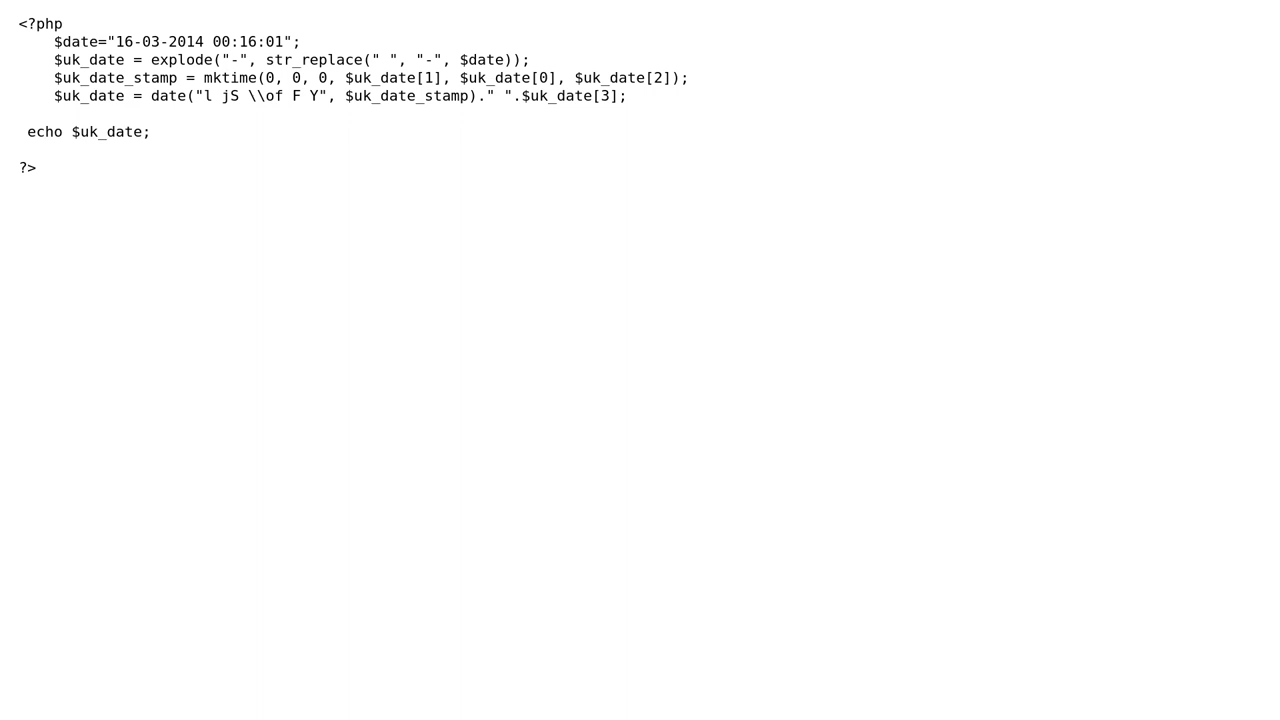 <?php
    $date="16-03-2014 00:16:01";
    $uk_date = explode("-", str_replace(" ", "-", $date));
    $uk_date_stamp = mktime(0, 0, 0, $uk_date[1], $uk_date[0], $uk_date[2]);
    $uk_date = date("l jS \\of F Y", $uk_date_stamp)." ".$uk_date[3];

 echo $uk_date;

?>